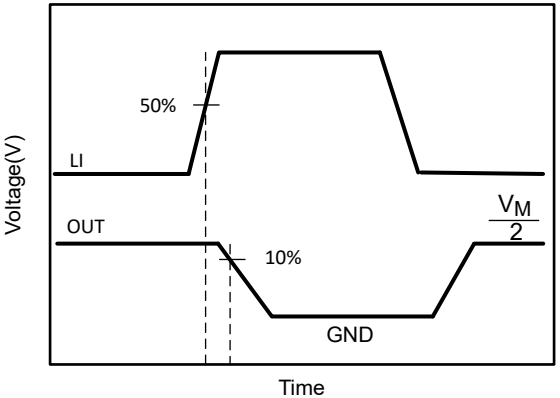 50%
Voltage(V)
LI
V_M
2
OUT
10%
GND
Time